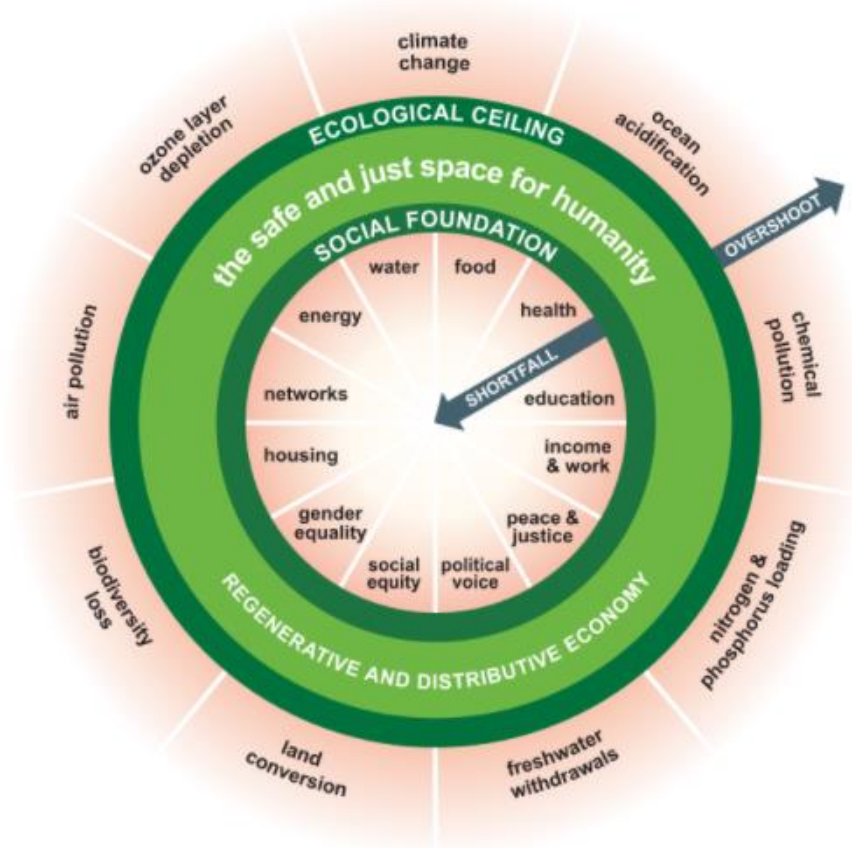 climate
change
ocean
acidification
chemical
pollution
nitrogen &
phosphorus loading
freshwater
withdrawals
land
conversion
biodiversity
loss
air pollution
ozone layer
depletion
OVERSHOOT
ECOLOGICAL CEILING
the safe and just space for humanity
SOCIAL FOUNDATION
water
food
health
SHORTFALL
education
income
& work
peace &
justice
political
voice
social
equity
gender
equality
housing
networks
energy
REGENERATIVE AND DISTRIBUTIVE ECONOMY